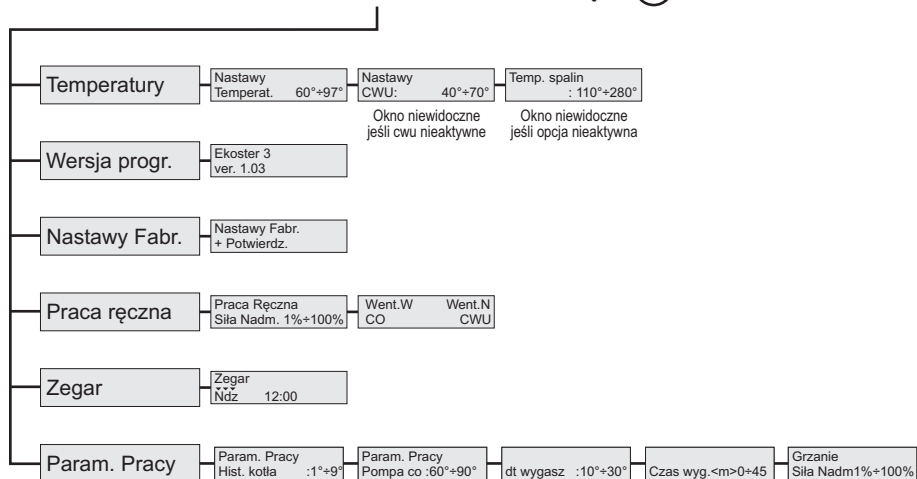 Temperatury
Nastawy
Temperat. 60°÷97°
Nastawy
CWU: 40°÷70°
Temp. spalin
: 110°÷280°
Okno niewidoczne
jeśli cwu nieaktywne
Okno niewidoczne
jeśli opcja nieaktywna
Wersja progr.
Ekoster 3
ver. 1.03
Nastawy Fabr.
Nastawy Fabr.
+ Potwierdz.
Praca ręczna
Praca Ręczna
Siła Nadm. 1%÷100%
Went.W Went.N
CO CWU
Zegar
Zegar
Ndz 12:00
Param. Pracy
Param. Pracy
Hist. kotła :1°÷9°
Param. Pracy
Pompa co :60°÷90°
dt wygasz :10°÷30°
Czas wyg.<m>0÷45
Grzanie
Siła Nadm1%÷100%